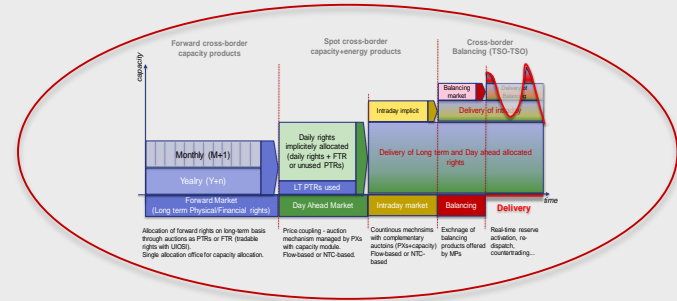 Forward cross-border
capacity products
Spot cross-border
capacity+energy products
Cross-border
Balancing (TSO-TSO)
capacity
Monthly (M+1)
Yealry (Y+n)
Daily rights
implicitely allocated
(daily rights + FTR
or unused PTRs)
LT PTRs used
Intraday implicit
Balancing
market
Delivery of
Balancing
Delivery of intraday
Delivery of Long term and Day ahead allocated
rights
time
Forward Market
(Long term Physical/Financial rights)
Day Ahead Market
Intraday market
Balancing
Delivery
Allocation of forward rights on long-term basis
through auctions as PTRs or FTR (tradable
rights with UIOSI).
Single allocation office for capacity allocation.
Price coupling - auction
mechanism managed by PXs
with capacity module.
Flow-based or NTC-based.
Countinous mechnsims with
complementary
auctoins (PXs+capacity)
Flow-based or NTC-
based
Echnage of
balancing
products offered
by MPs
Real-time reserve
activation, re-
dispatch,
countertrading...